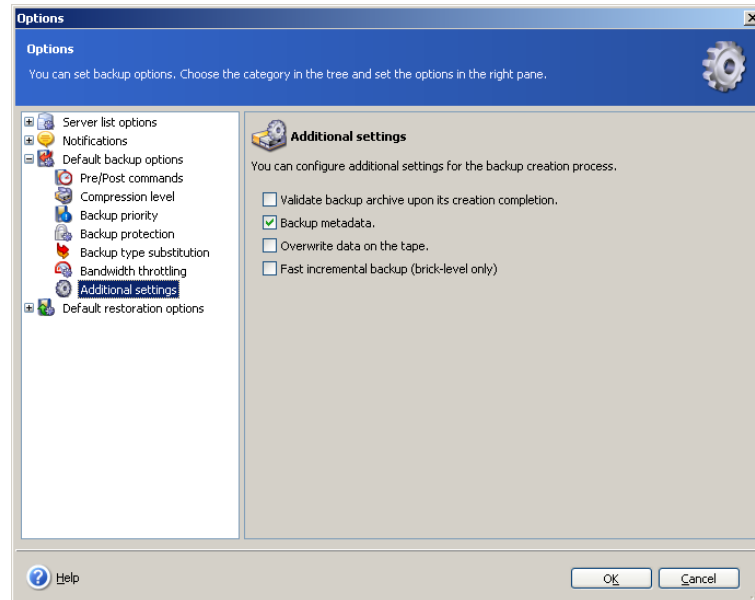 Options
Options
You can set backup options. Choose the category in the tree and set the options in the right pane.
Server list options
Notifications
Default backup options
Pre/Post commands
Compression level
Backup priority
Backup protection
Backup type substitution
Bandwidth throttling
Additional settings
Default restoration options
Additional settings
You can configure additional settings for the backup creation process.
Validate backup archive upon its creation completion.
Backup metadata.
Overwrite data on the tape.
Fast incremental backup (brick-level only)
Help
OK
Cancel